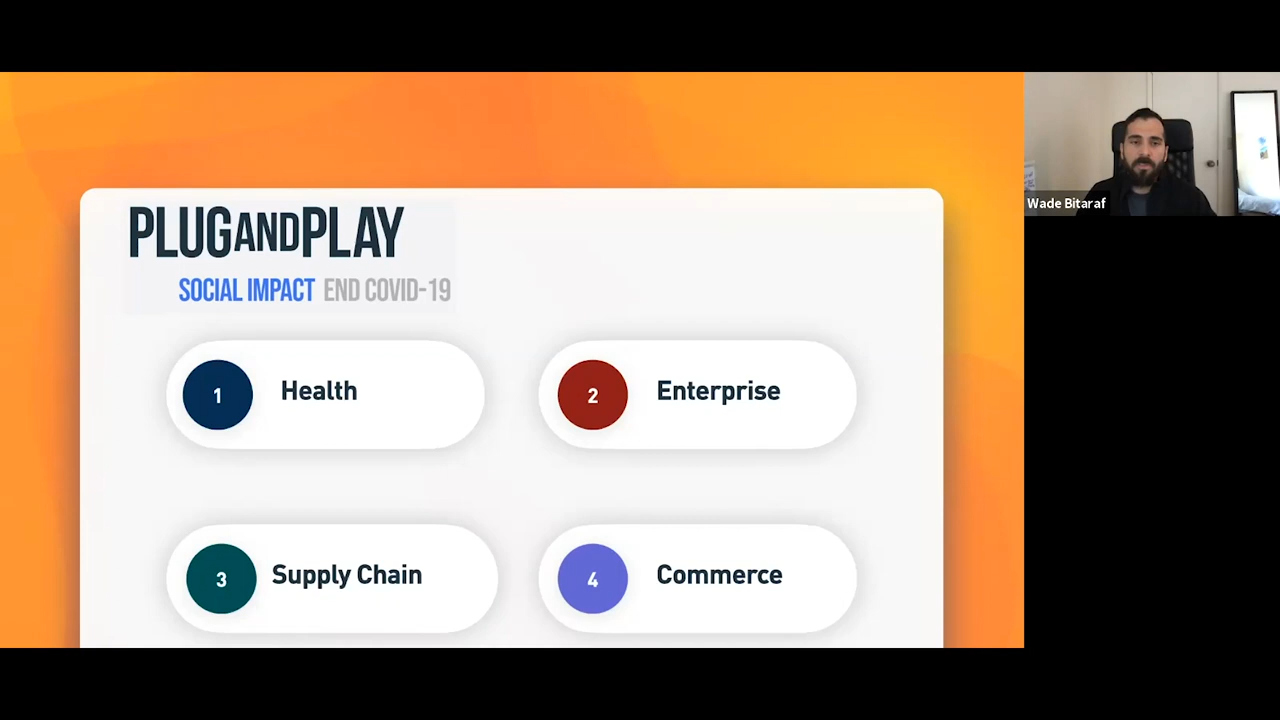 PLUGANDPLAY
SOCIAL IMPACT END COVID-19
1 Health
2 Enterprise
3 Supply Chain
4 Commerce
Wade Bitaraf